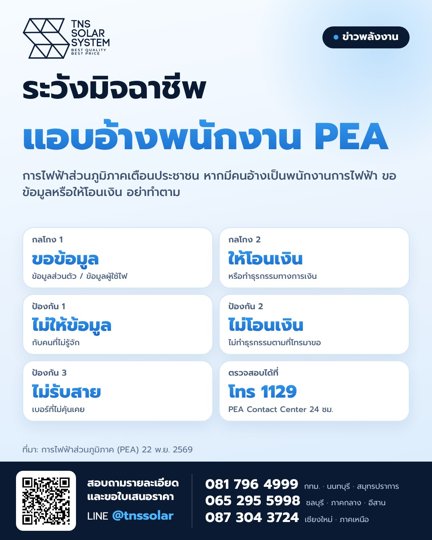 TNS
SOLAR
SYSTEM
BEST QUALITY
BEST PRICE
ข่าวพลังงาน
ระวังมิจฉาชีพ
แอบอ้างพนักงาน PEA
การไฟฟ้าส่วนภูมิภาคเตือนประชาชน หากมีคนอ้างเป็นพนักงานการไฟฟ้า ขอ
ข้อมูลหรือให้โอนเงิน อย่าทำตาม
กลโกง 1
ขอข้อมูล
ข้อมูลส่วนตัว / ข้อมูลผู้ใช้ไฟ
กลโกง 2
ให้โอนเงิน
หรือทำธุรกรรมทางการเงิน
ป้องกัน 1
ไม่ให้ข้อมูล
กับคนที่ไม่รู้จัก
ป้องกัน 2
ไม่โอนเงิน
ไม่ทำธุรกรรมตามที่โทรมาขอ
ป้องกัน 3
ไม่รับสาย
เบอร์ที่ไม่คุ้นเคย
ตรวจสอบได้ที่
โทร 1129
PEA Contact Center 24 ชม.
ที่มา: การไฟฟ้าส่วนภูมิภาค (PEA) 22 พ.ย. 2569
สอบถามรายละเอียด
และขอใบเสนอราคา
LINE @tnssolar
081 796 4999 กทม. · นนทบุรี · สมุทรปราการ
065 295 5998 ชลบุรี · ภาคกลาง · อีสาน
087 304 3724 เชียงใหม่ · ภาคเหนือ